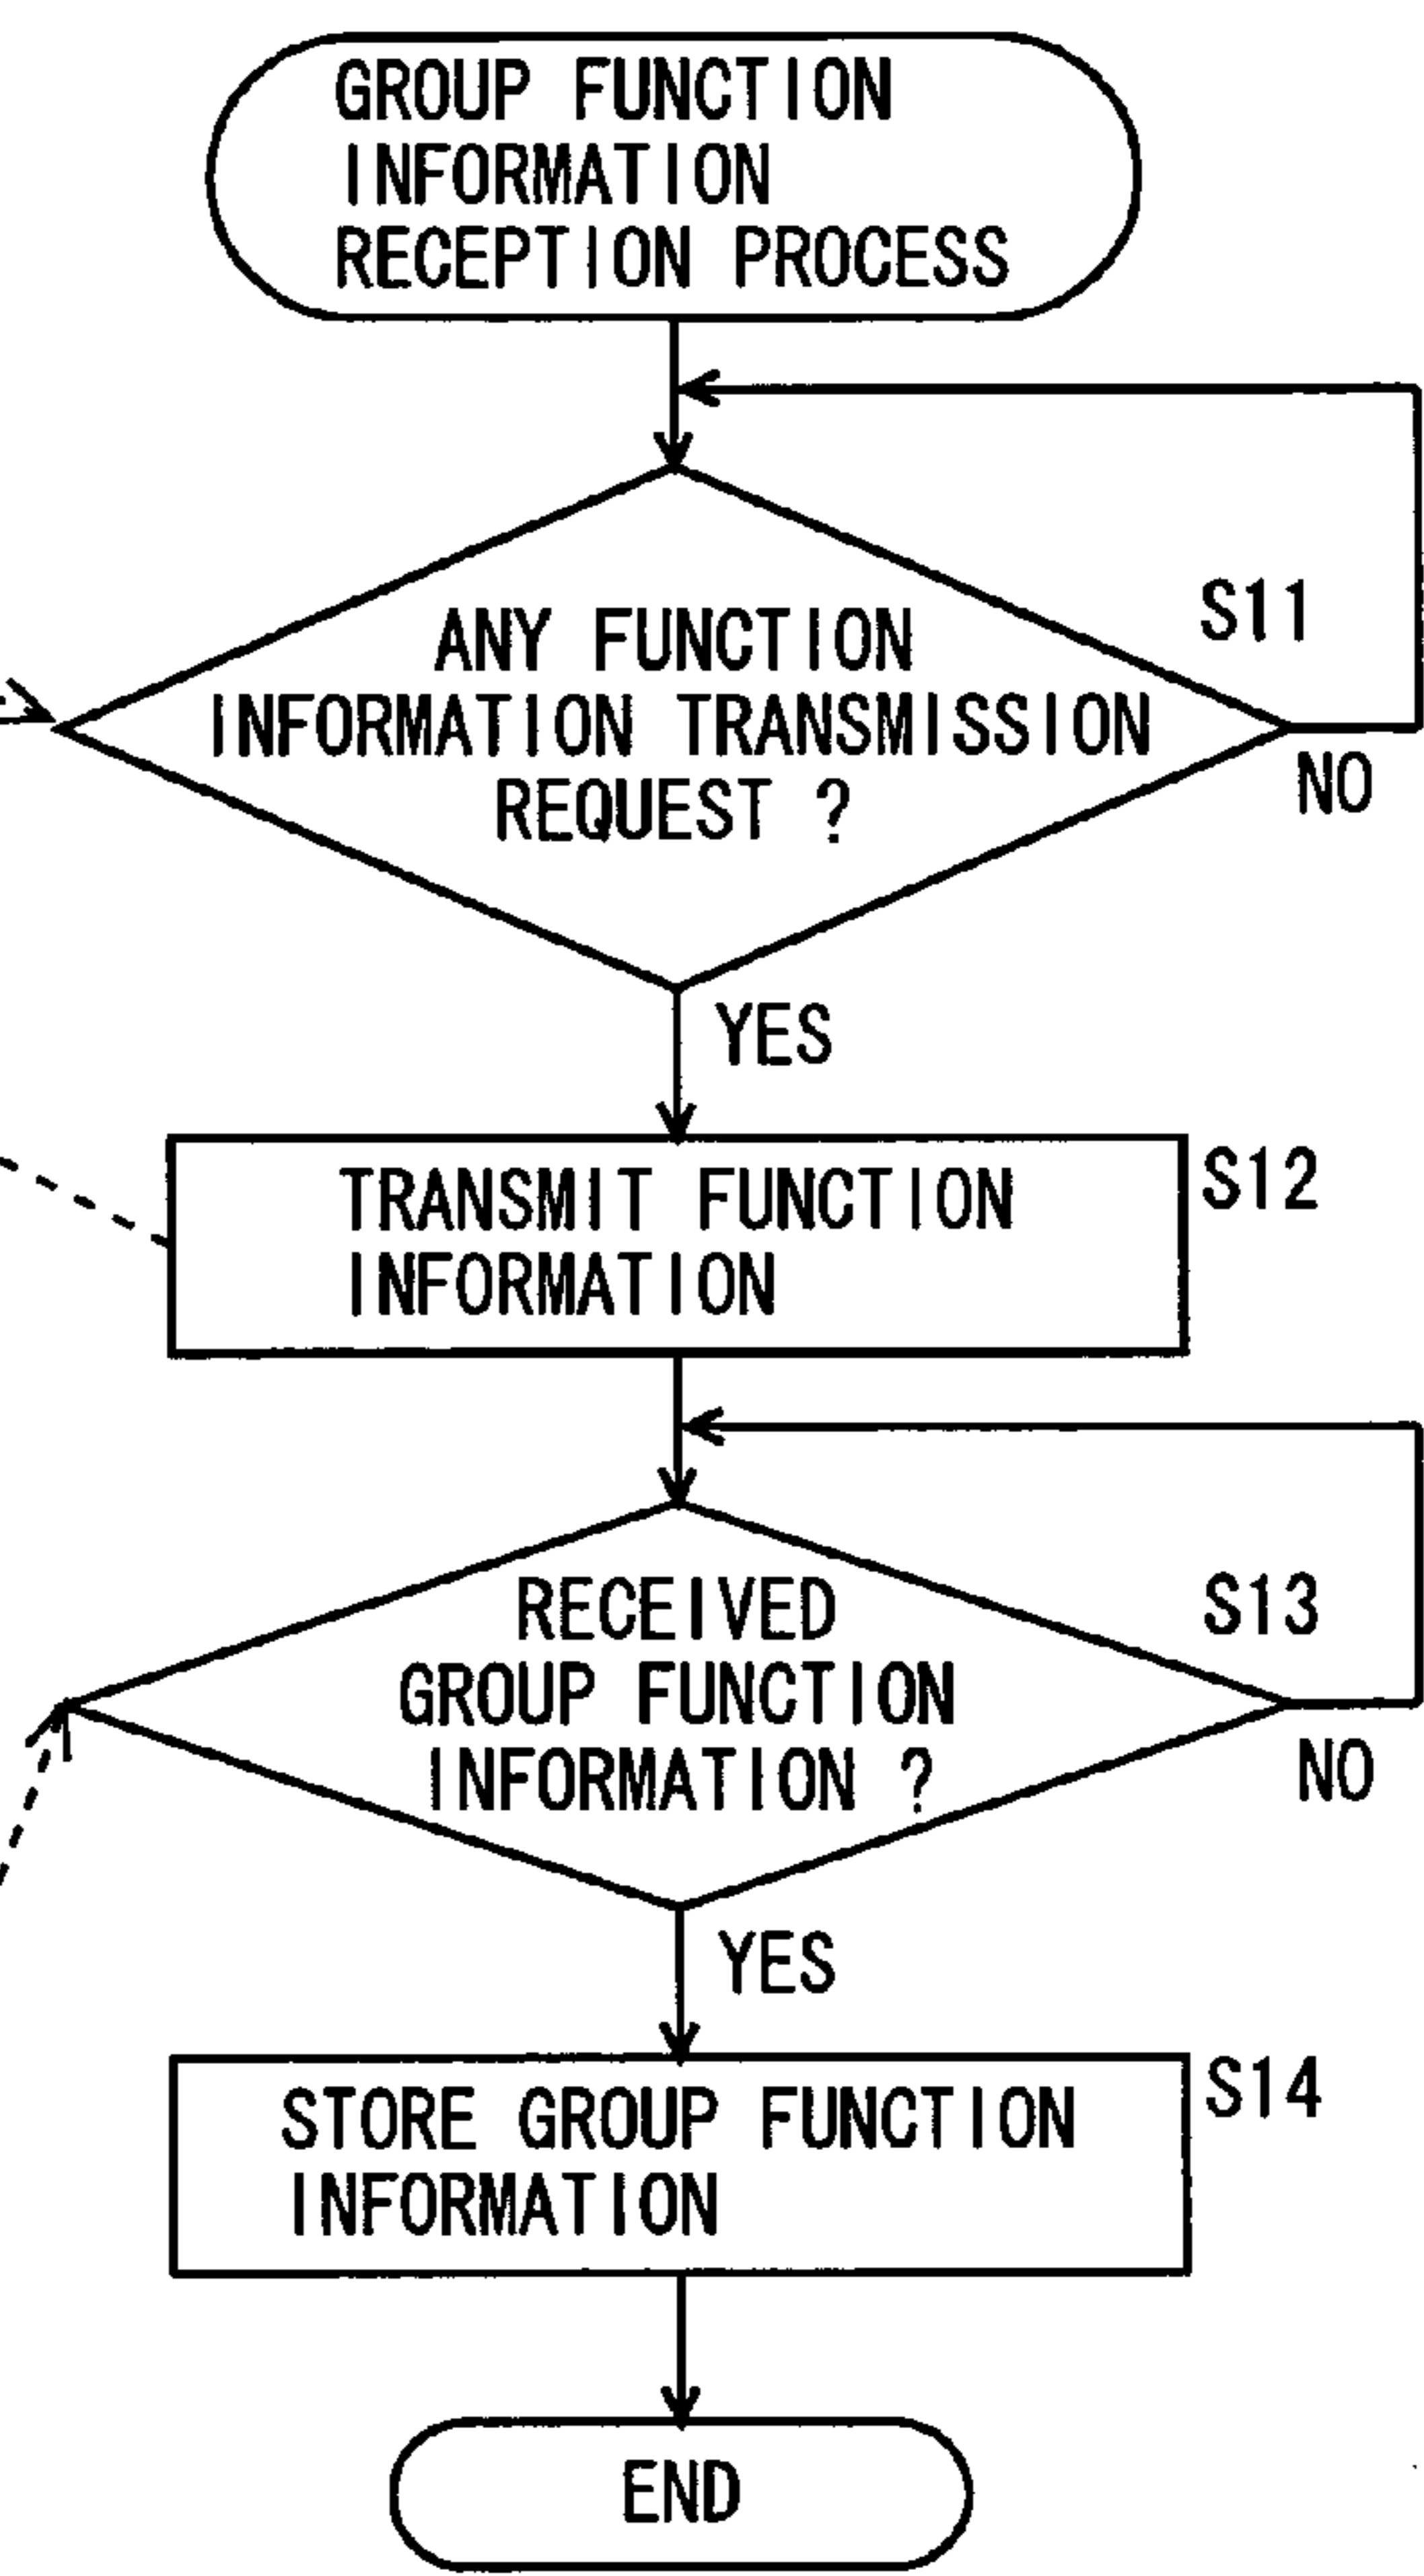 GROUP FUNCTION
INFORMATION
RECEPTION PROCESS
S11
ANY FUNCTION
INFORMATION TRANSMISSION
REQUEST ?
NO
YES
S12
TRANSMIT FUNCTION
INFORMATION
S13
RECEIVED
GROUP FUNCTION
INFORMATION ?
NO
YES
S14
STORE GROUP FUNCTION
INFORMATION
END